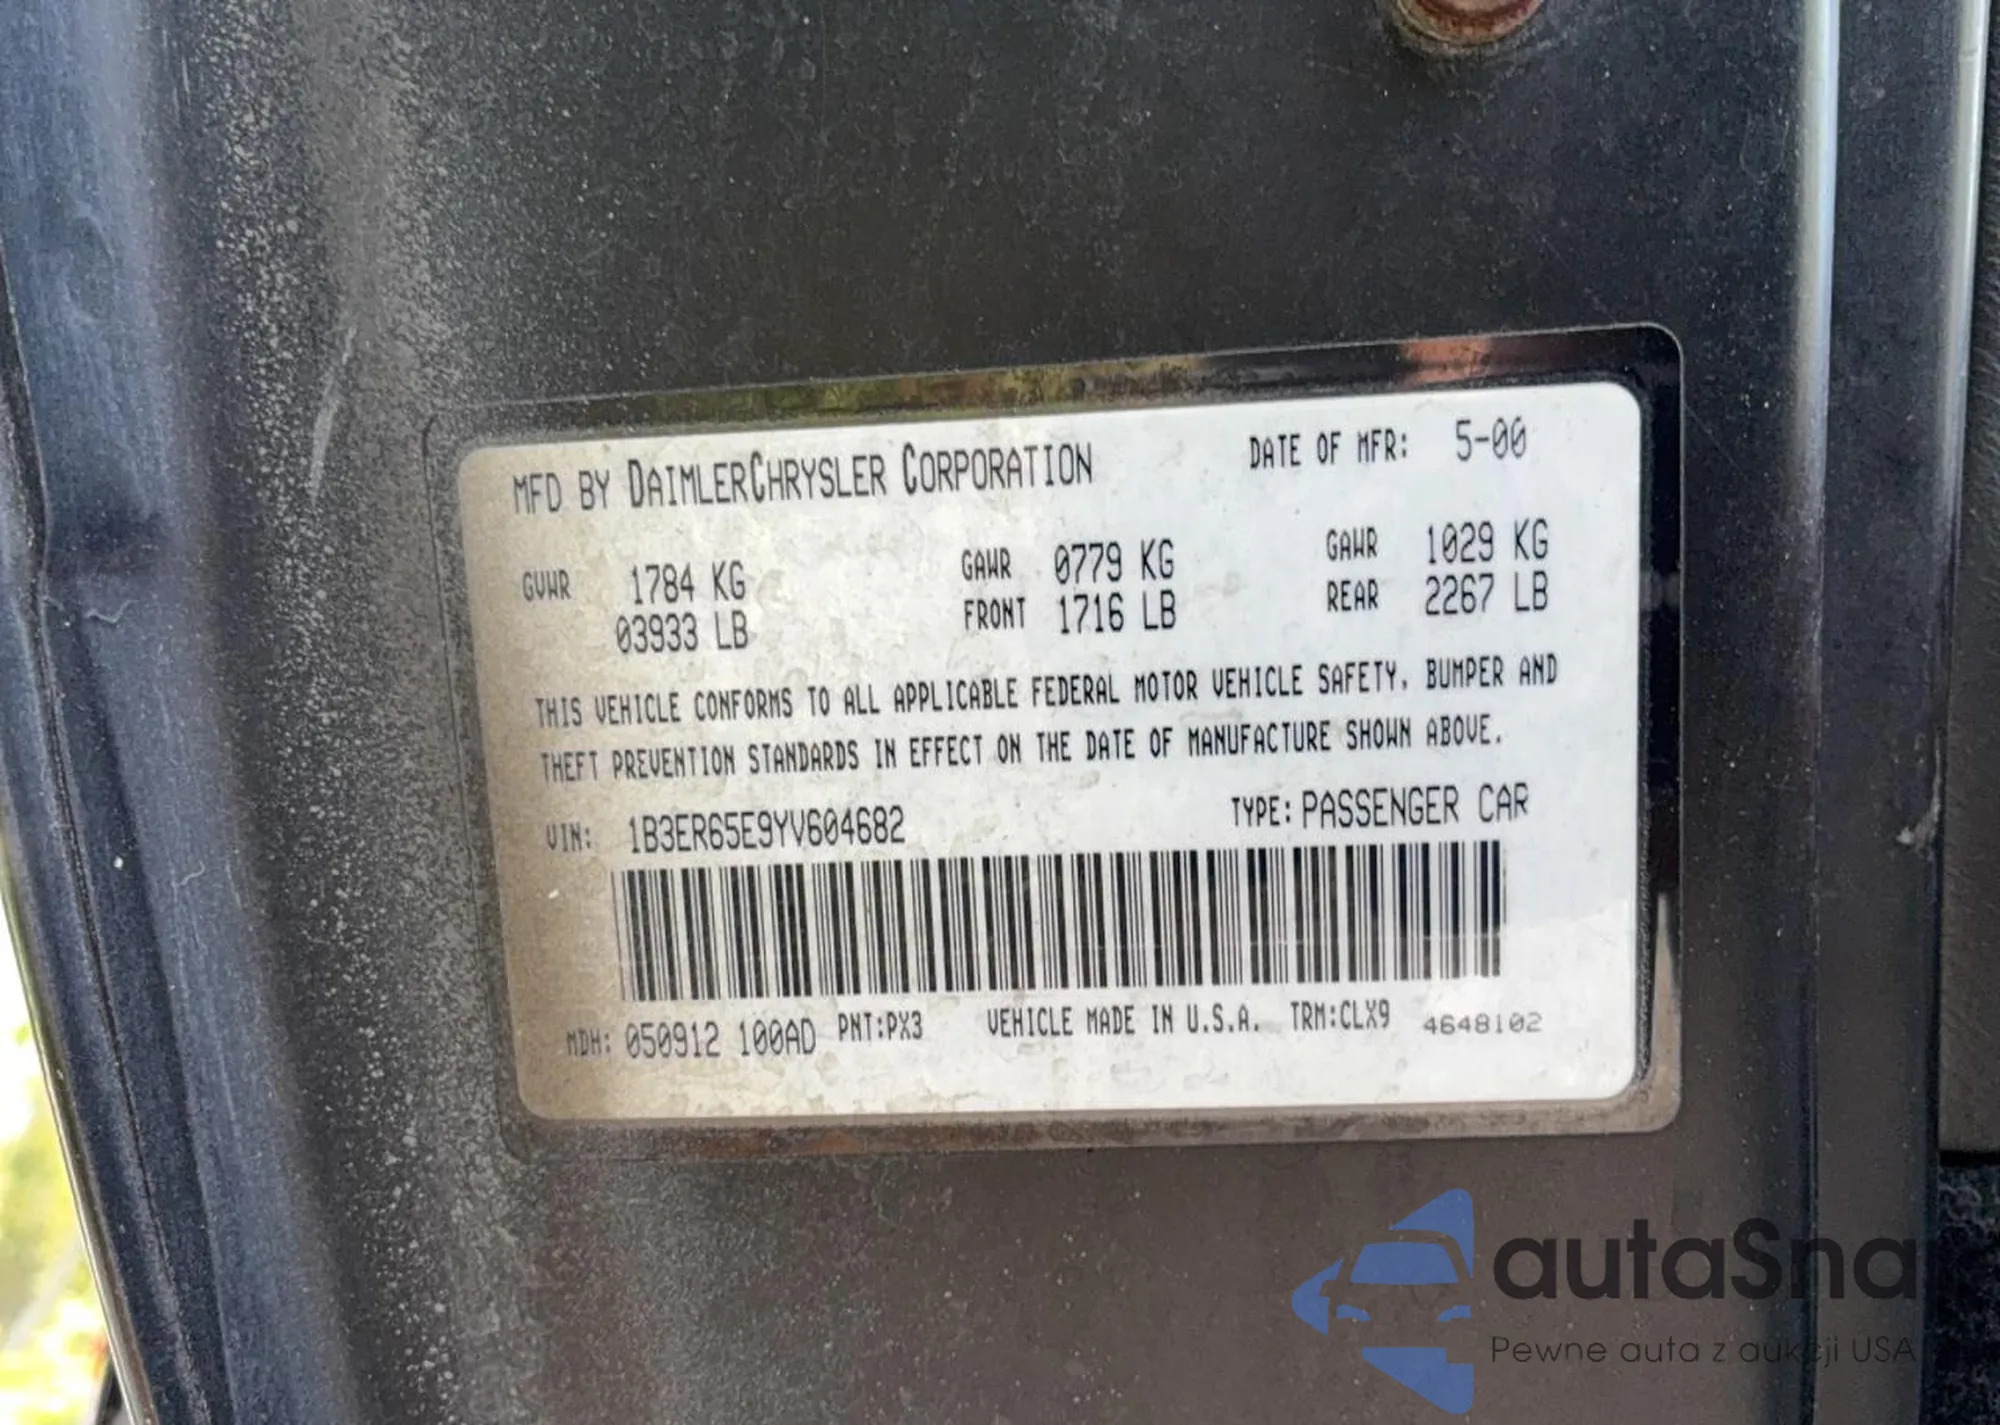 MFD BY DAIMLERCHRYSLER CORPORATION DATE OF MFR: 5-00
GVWR 1784 KG GAWR 0779 KG GAWR 1029 KG
03933 LB FRONT 1716 LB REAR 2267 LB
THIS VEHICLE CONFORMS TO ALL APPLICABLE FEDERAL MOTOR VEHICLE SAFETY, BUMPER AND
THEFT PREVENTION STANDARDS IN EFFECT ON THE DATE OF MANUFACTURE SHOWN ABOVE.
VIN: 1B3ER65E9YV604682 TYPE: PASSENGER CAR
MDH: 050912 100AD PNT:PX3 VEHICLE MADE IN U.S.A. TRM:CLX9 4648102
autaSna
Pewne auta z aukcji USA